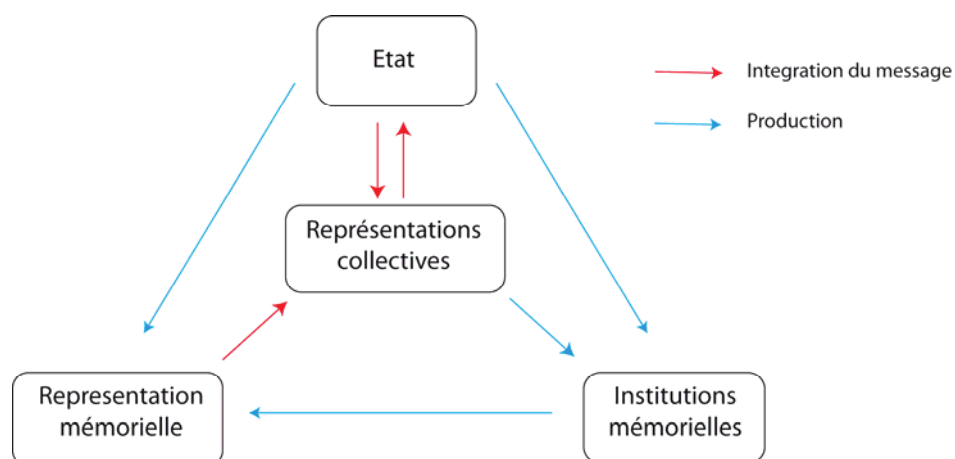 Etat
Integration du message
Production
Représentations
collectives
Representation
mémorielle
Institutions
mémorielles